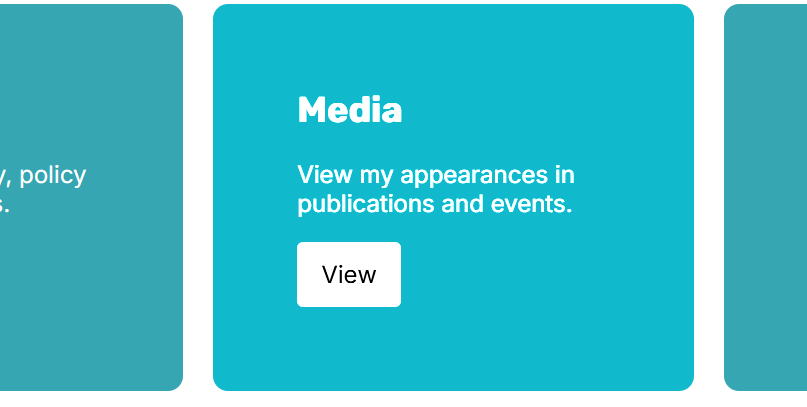 y, policy
s.
Media
View my appearances in
publications and events.
View